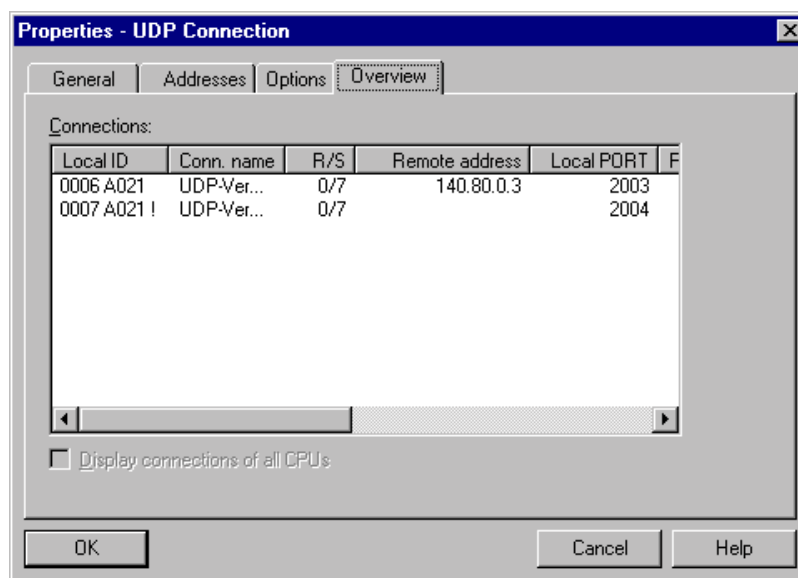 Properties - UDP Connection
General Addresses Options Overview
Connections:
Local ID Conn. name R/S Remote address Local PORT F
0006 A021 UDP-Ver... 0/7 140.80.0.3 2003
0007 A021 ! UDP-Ver... 0/7 2004
Display connections of all CPUs
OK Cancel Help